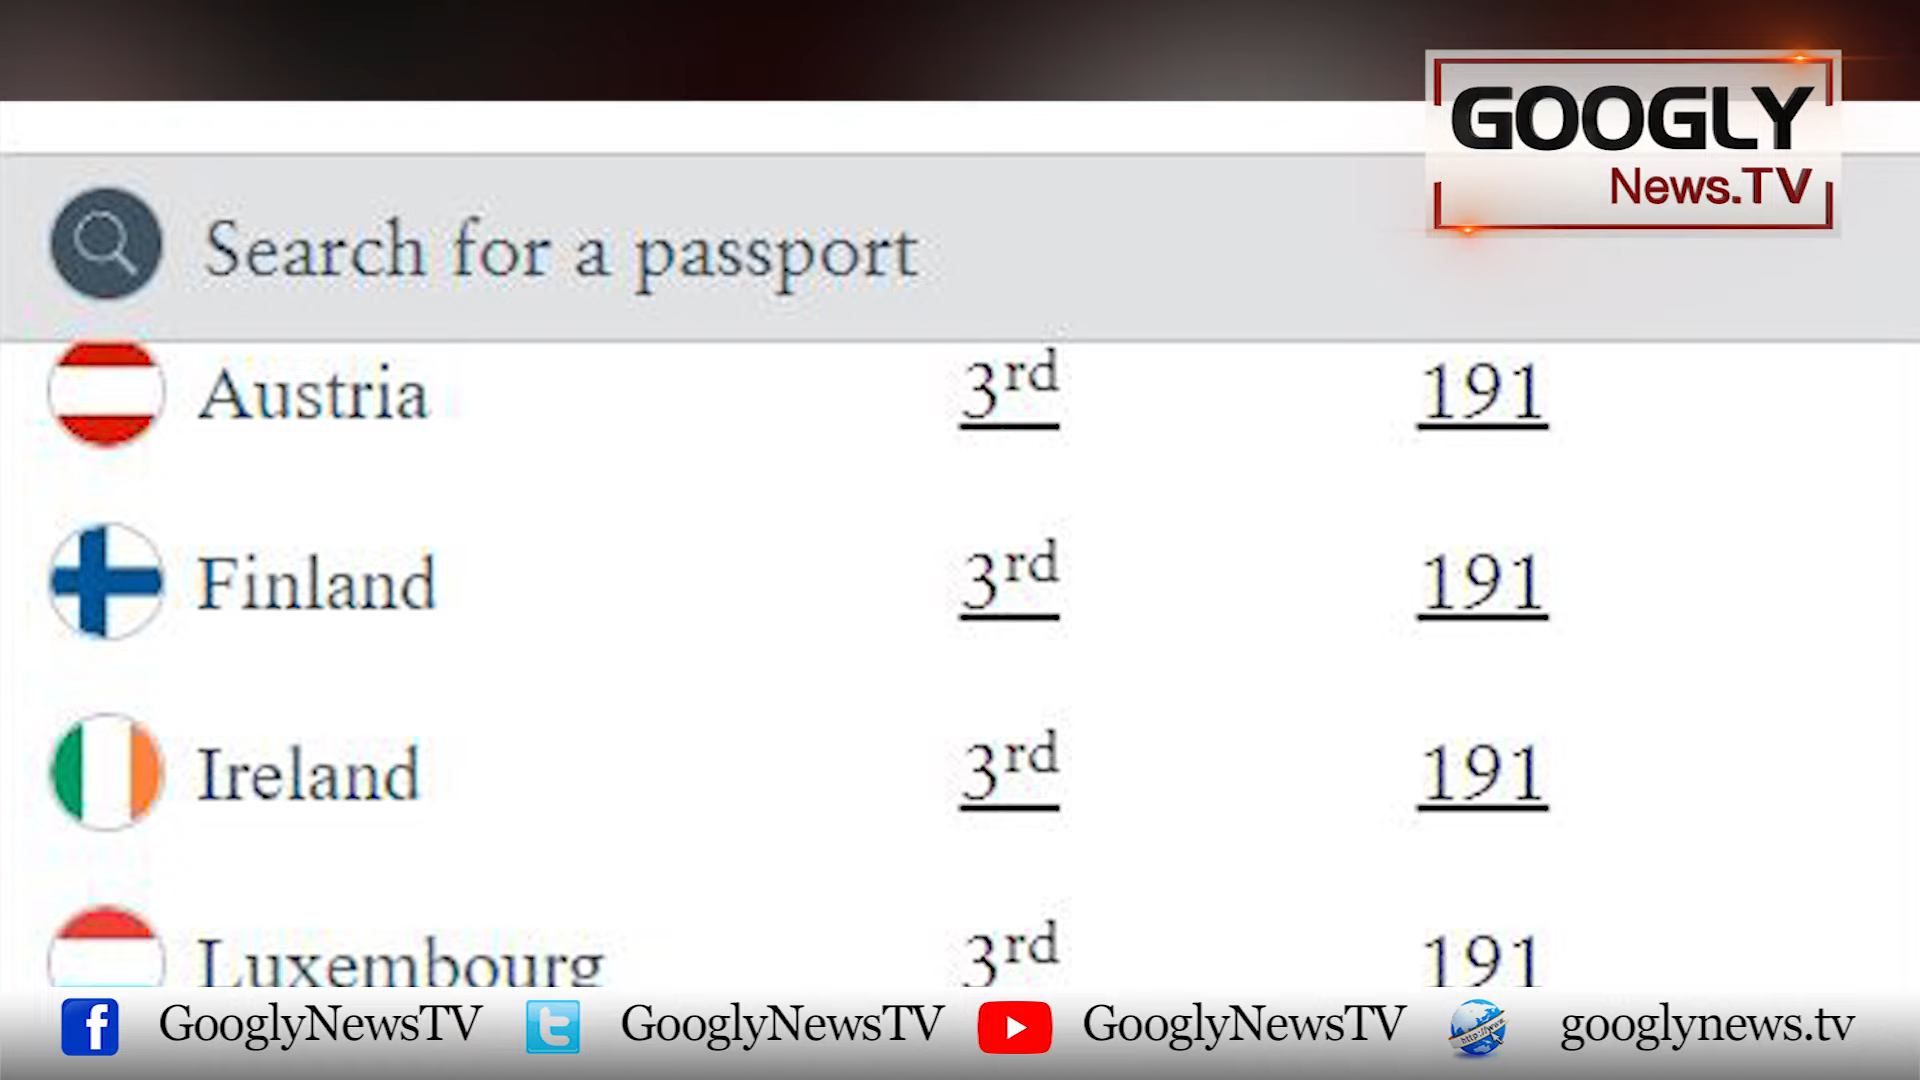 GOOGLY
News.TV
Search for a passport
Austria 3rd 191
Finland 3rd 191
Ireland 3rd 191
Luxembourg 3rd 191
GooglyNewsTV GooglyNewsTV GooglyNewsTV googlynews.tv